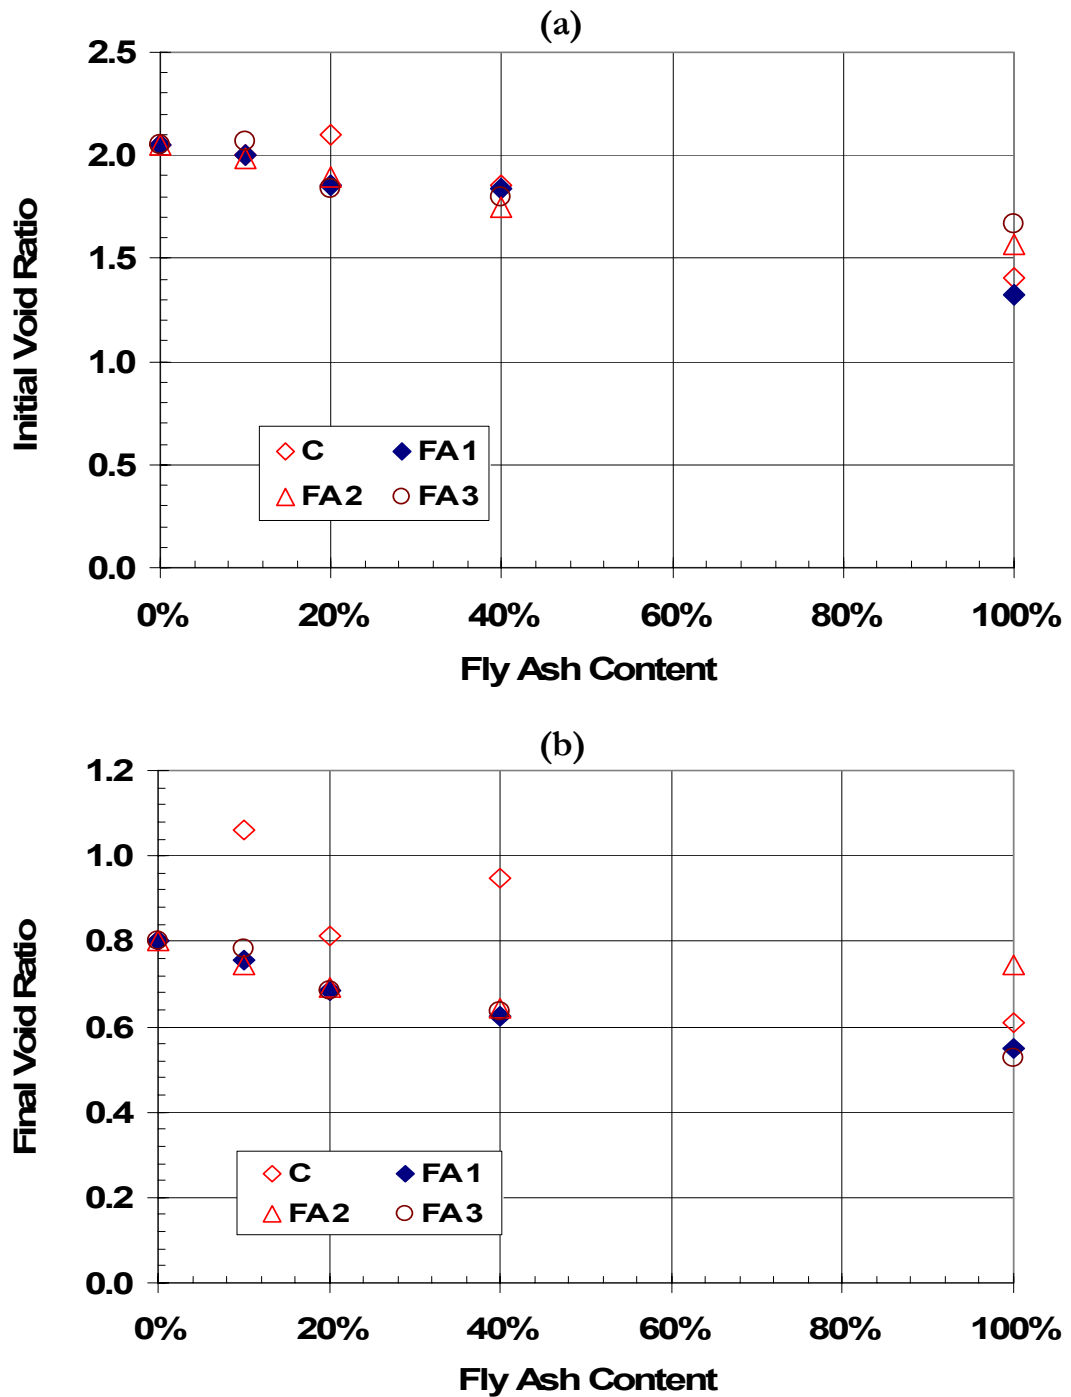 (a)
2.5
2.0
1.5
1.0
0.5
0.0
Initial Void Ratio
C FA1
FA2 FA3
0% 20% 40% 60% 80% 100%
Fly Ash Content
(b)
1.2
1.0
0.8
0.6
0.4
0.2
0.0
Final Void Ratio
C FA1
FA2 FA3
0% 20% 40% 60% 80% 100%
Fly Ash Content